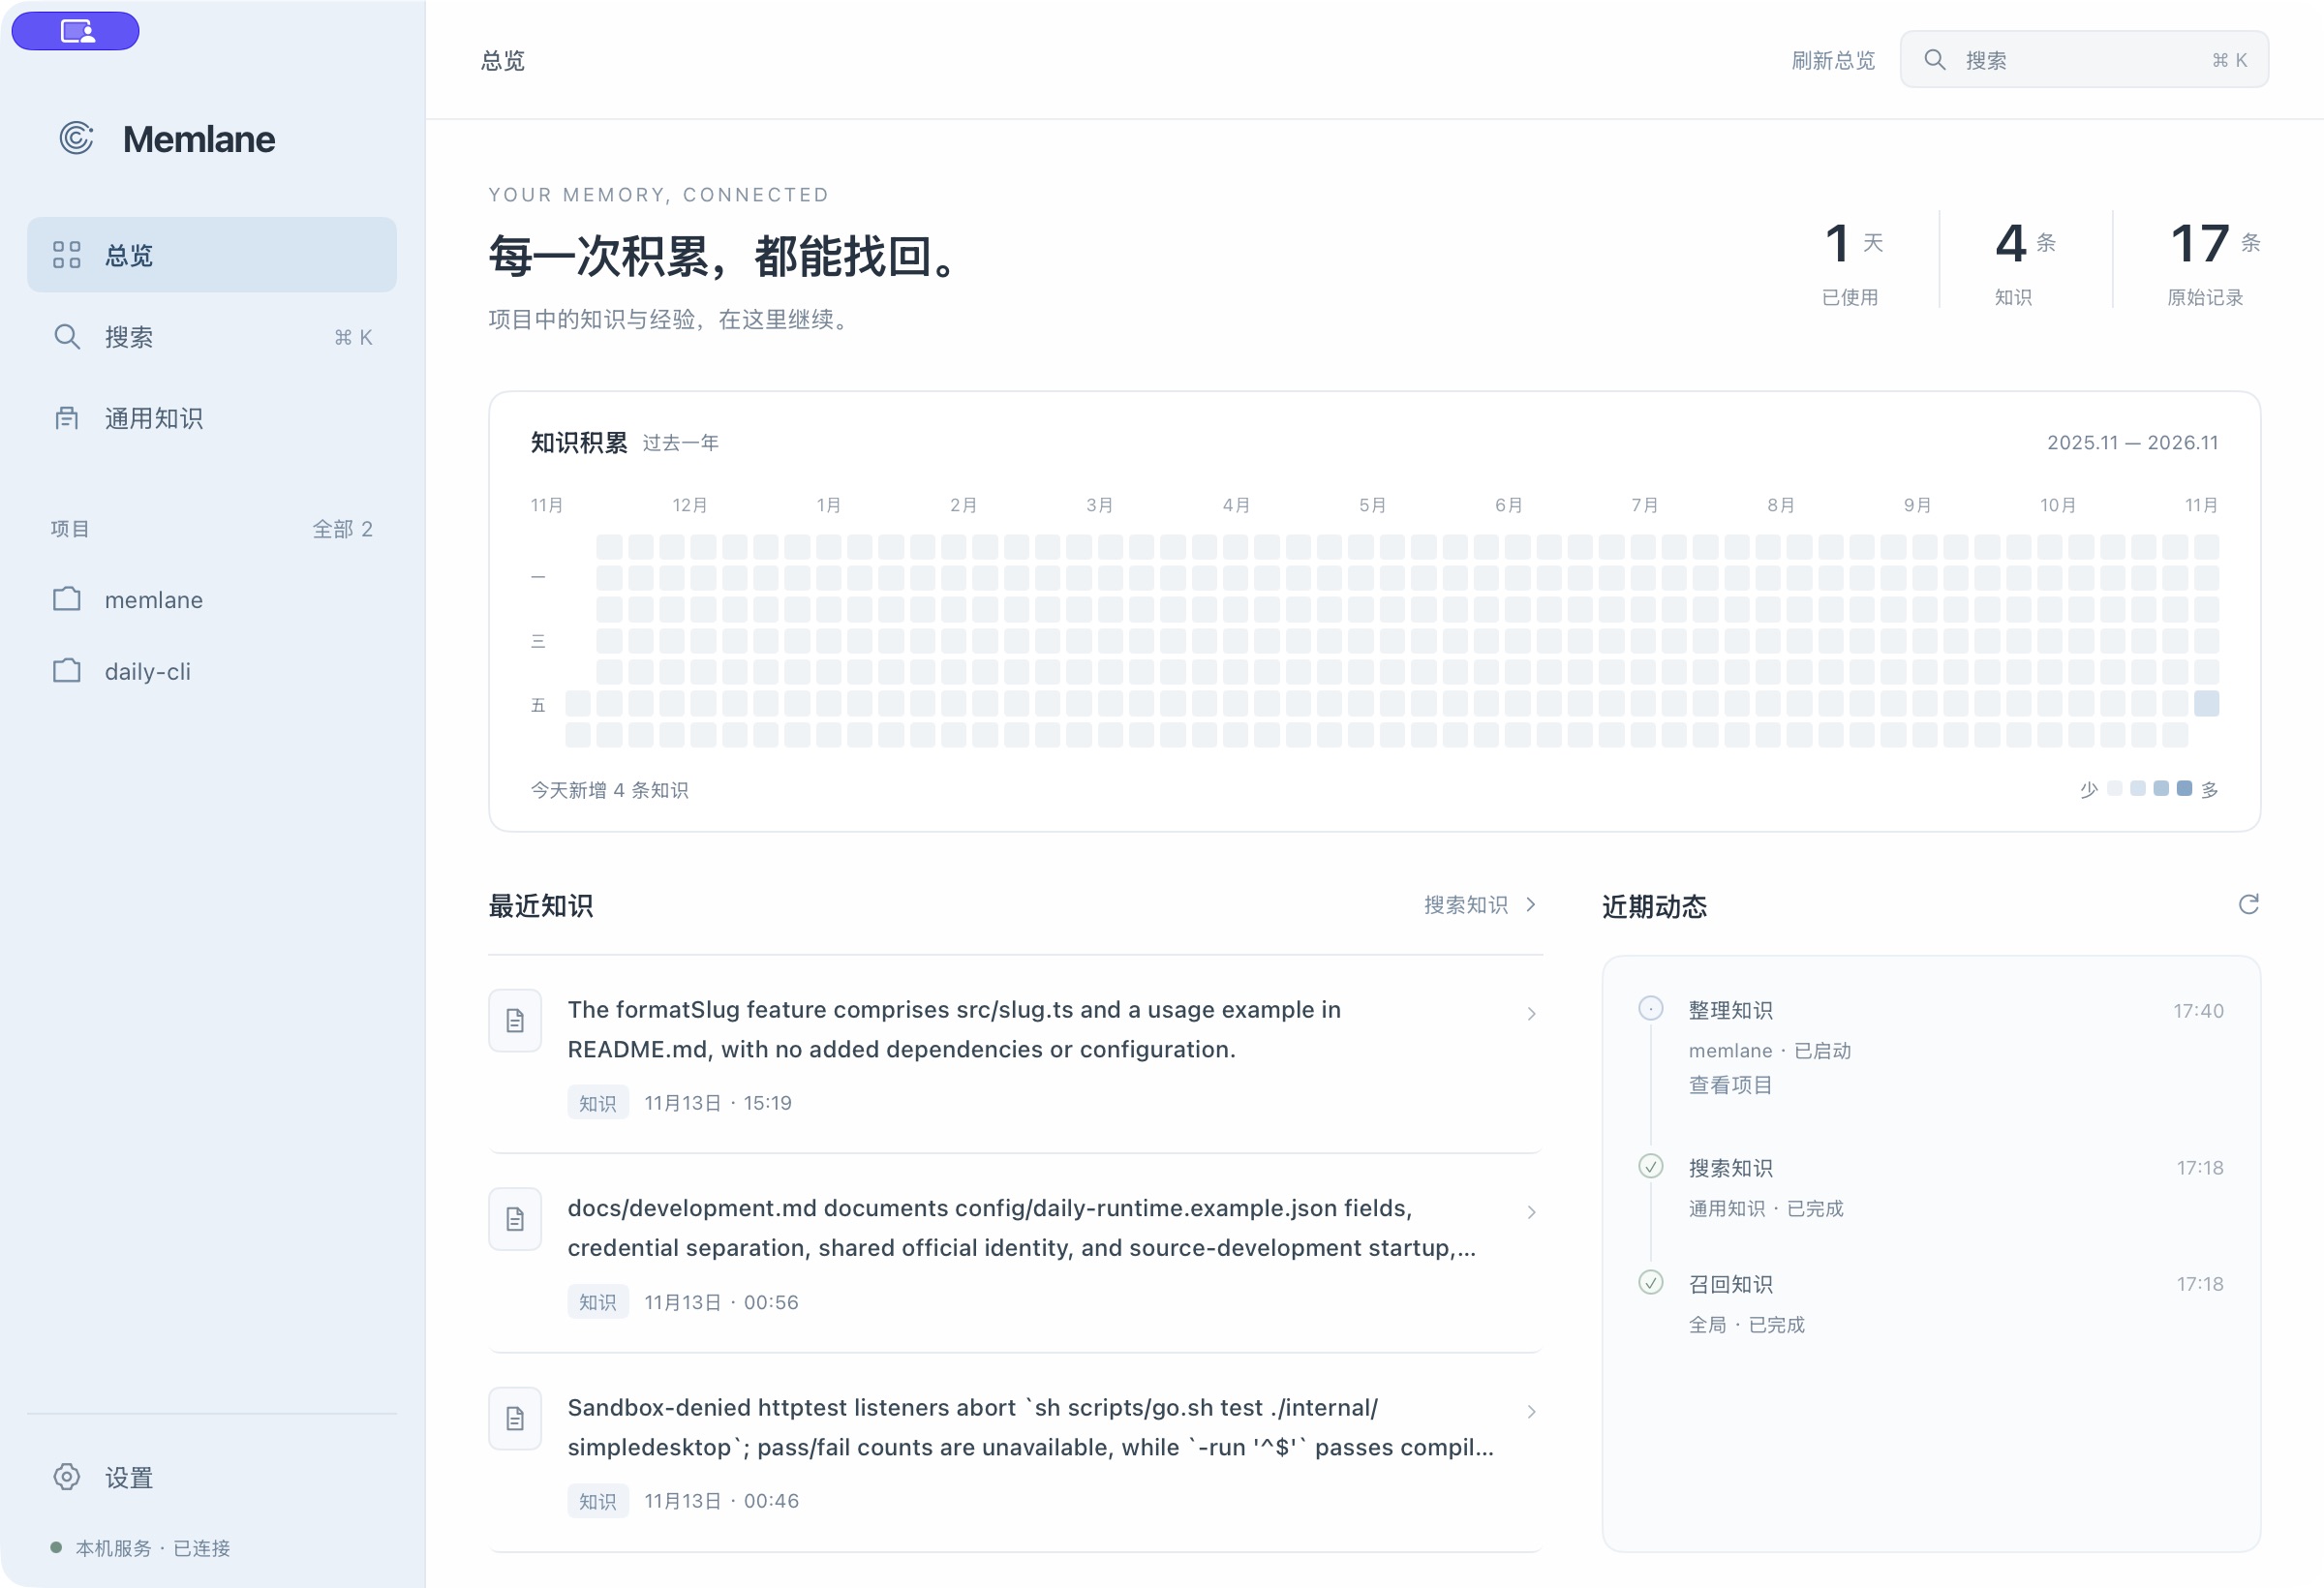 Memlane
总览
搜索 ⌘ K
通用知识
项目 全部 2
memlane
daily-cli
设置
本机服务 · 已连接
总览
刷新总览
搜索 ⌘ K
YOUR MEMORY, CONNECTED
每一次积累，都能找回。
项目中的知识与经验，在这里继续。
1 天
已使用
4 条
知识
17 条
原始记录
知识积累 过去一年 2025.11 — 2026.11
11月 12月 1月 2月 3月 4月 5月 6月 7月 8月 9月 10月 11月
一
三
五
今天新增 4 条知识
少 多
最近知识 搜索知识
The formatSlug feature comprises src/slug.ts and a usage example in
README.md, with no added dependencies or configuration.
知识 11月13日 · 15:19
docs/development.md documents config/daily-runtime.example.json fields,
credential separation, shared official identity, and source-development startup,...
知识 11月13日 · 00:56
Sandbox-denied httptest listeners abort `sh scripts/go.sh test ./internal/
simpledesktop`; pass/fail counts are unavailable, while `-run '^$'` passes compil...
知识 11月13日 · 00:46
近期动态
整理知识 17:40
memlane · 已启动
查看项目
搜索知识 17:18
通用知识 · 已完成
召回知识 17:18
全局 · 已完成